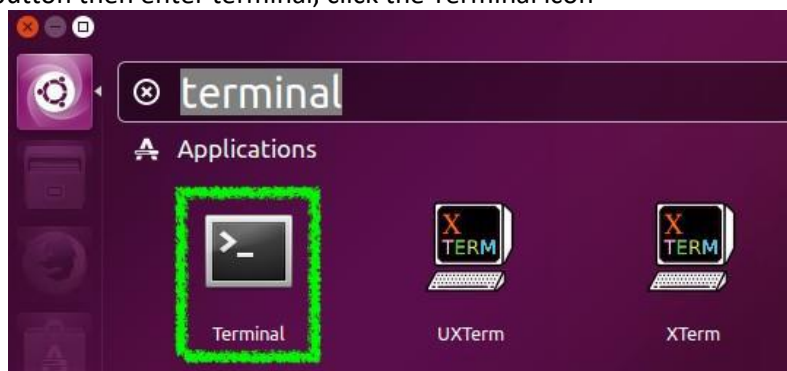 button then enter terminal, click the Terminal icon
terminal
Applications
>_
X
TERM
X
TERM
Terminal
UXTerm
XTerm